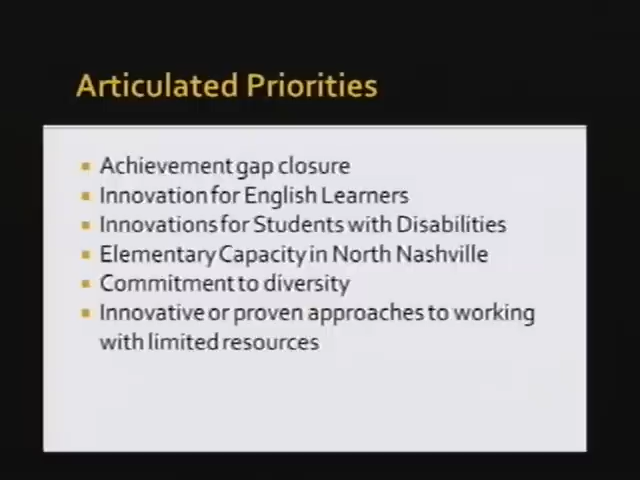 Articulated Priorities
Achievement gap closure
Innovation for English Learners
Innovations for Students with Disabilities
Elementary Capacity in North Nashville
Commitment to diversity
Innovative or proven approaches to working
with limited resources